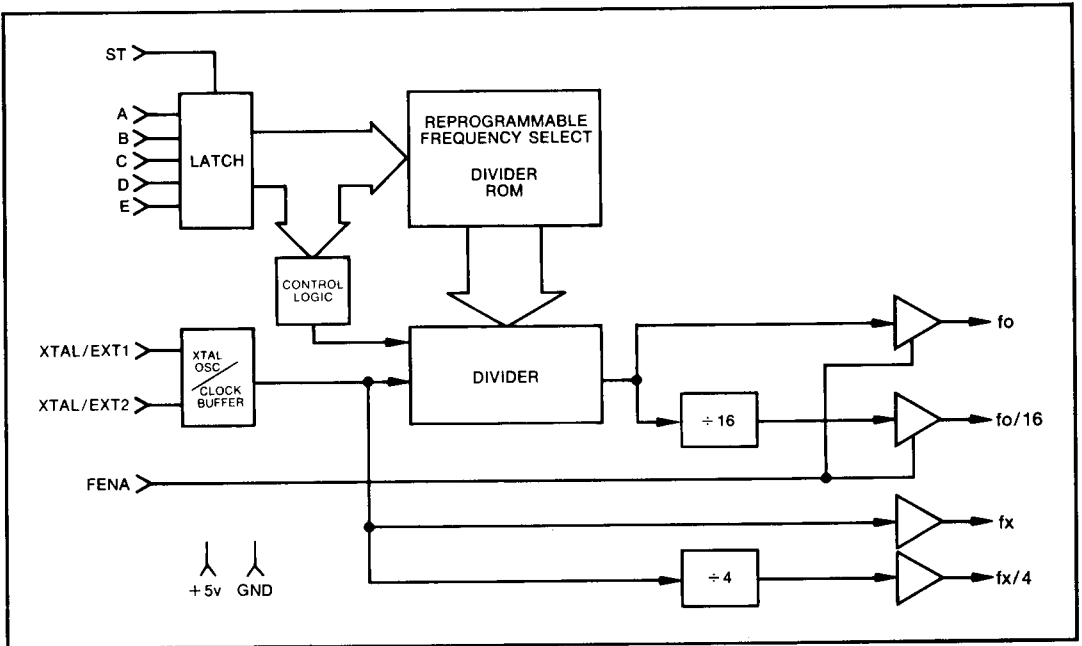 ST
A
B
C
D
E
LATCH
REPROGRAMMABLE
FREQUENCY SELECT
DIVIDER
ROM
CONTROL
LOGIC
XTAL/EXT1
XTAL/EXT2
XTAL
OSC
CLOCK
BUFFER
DIVIDER
fo
÷16
fo/16
FENA
fx
÷4
fx/4
+5v
GND